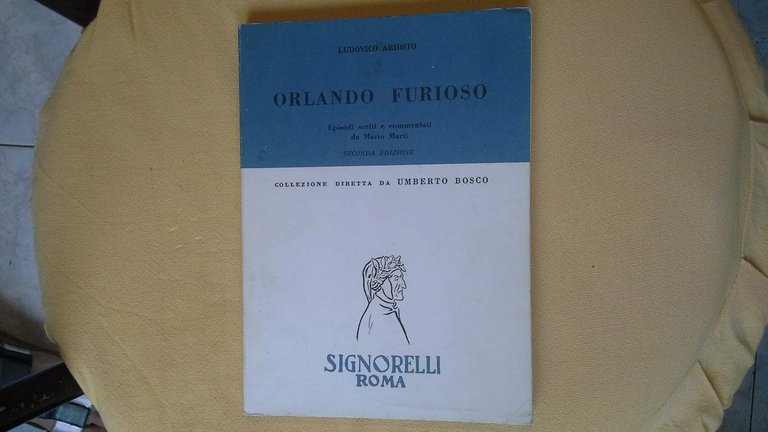 LUDOVICO ARIOSTO
ORLANDO FURIOSO
Episodi scelti e commentati
da Mario Marti
SECONDA EDIZIONE
COLLEZIONE DIRETTA DA UMBERTO BOSCO
SIGNORELLI
ROMA